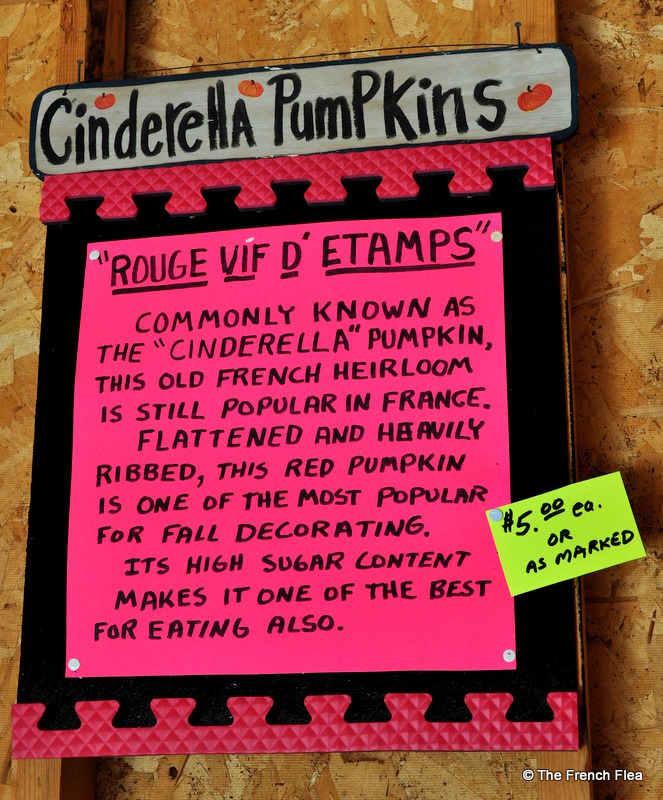 Cinderella PumPKins
"ROUGE VIF D' ETAMPS"
COMMONLY KNOWN AS
THE "CINDERELLA" PUMPKIN,
THIS OLD FRENCH HEIRLOOM
IS STILL POPULAR IN FRANCE.
FLATTENED AND HEAVILY
RIBBED, THIS RED PUMPKIN
IS ONE OF THE MOST POPULAR
FOR FALL DECORATING.
ITS HIGH SUGAR CONTENT
MAKES IT ONE OF THE BEST
FOR EATING ALSO.
$5.00 ea.
OR
AS MARKED
© The French Flea